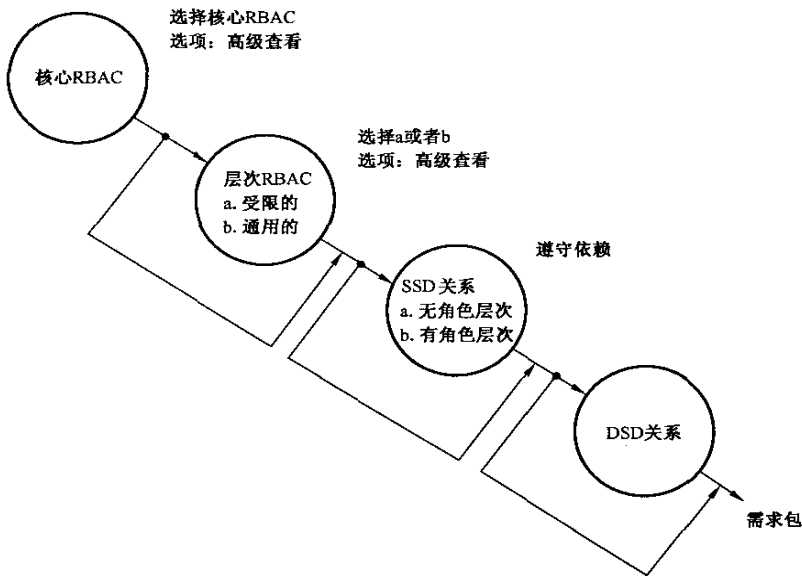 选择核心RBAC
选项：高级查看
核心RBAC
选择a或者b
选项：高级查看
层次RBAC
a. 受限的
b. 通用的
遵守依赖
SSD关系
a. 无角色层次
b. 有角色层次
DSD关系
需求包